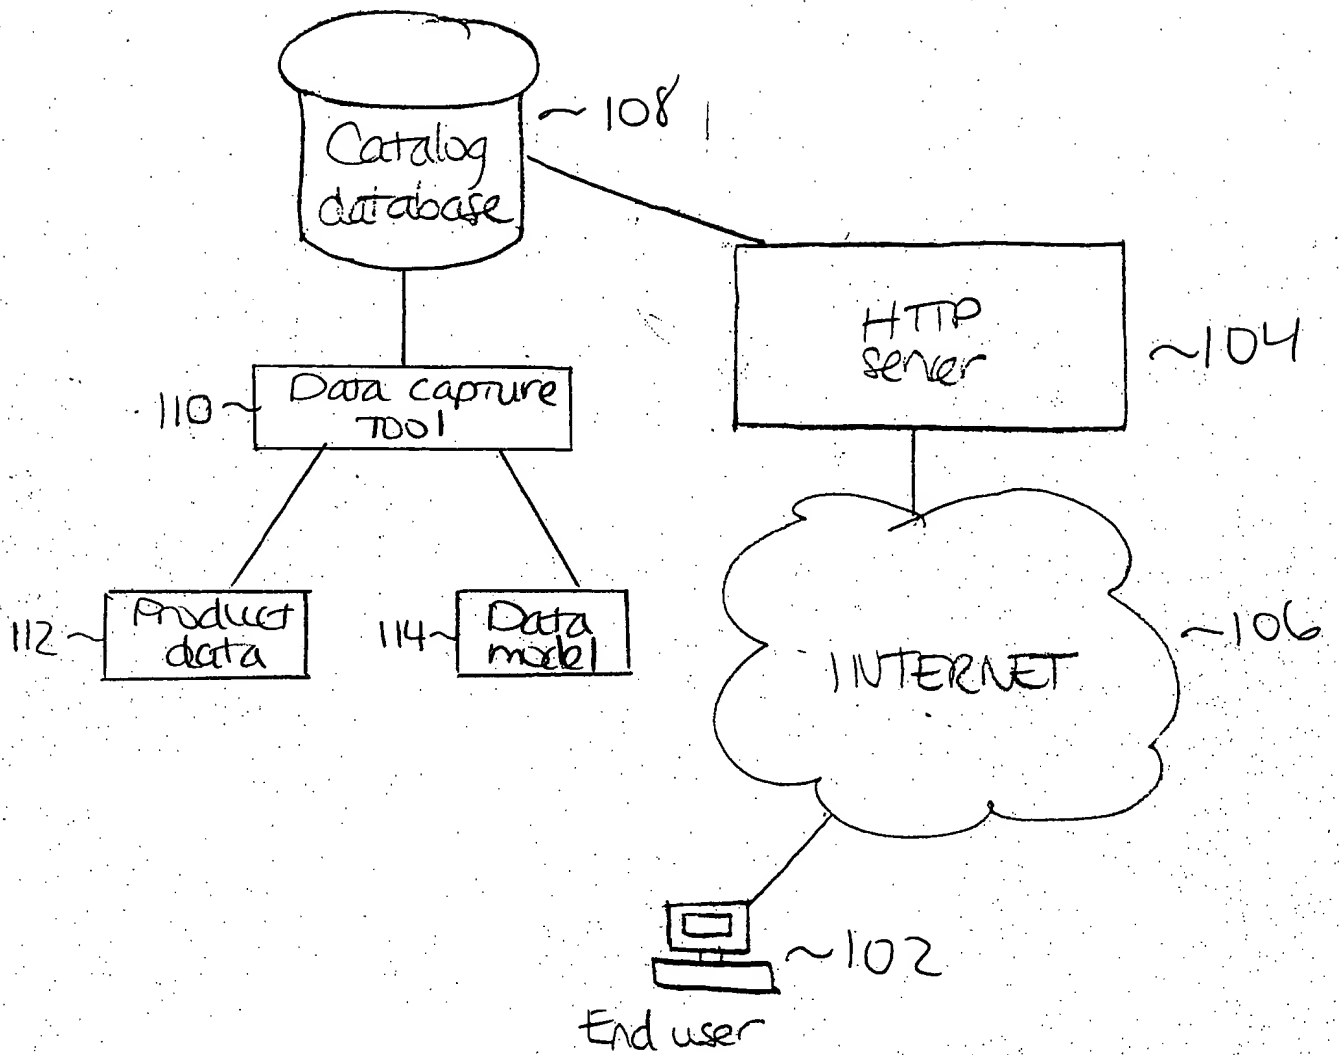 ~108
Catalog
database
HTTP
server
~104
110~
Data capture
TOOl
112~
Product
data
114~
Data
model
INTERNET
~106
~102
End user